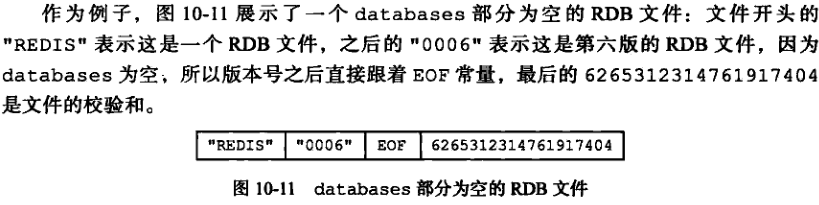 作为例子，图 10-11 展示了一个 databases 部分为空的 RDB 文件：文件开头的
"REDIS" 表示这是一个 RDB 文件，之后的 "0006" 表示这是第六版的 RDB 文件，因为
databases 为空，所以版本号之后直接跟着 EOF 常量，最后的 6265312314761917404
是文件的校验和。
"REDIS" "0006" EOF 6265312314761917404
图 10-11 databases 部分为空的 RDB 文件